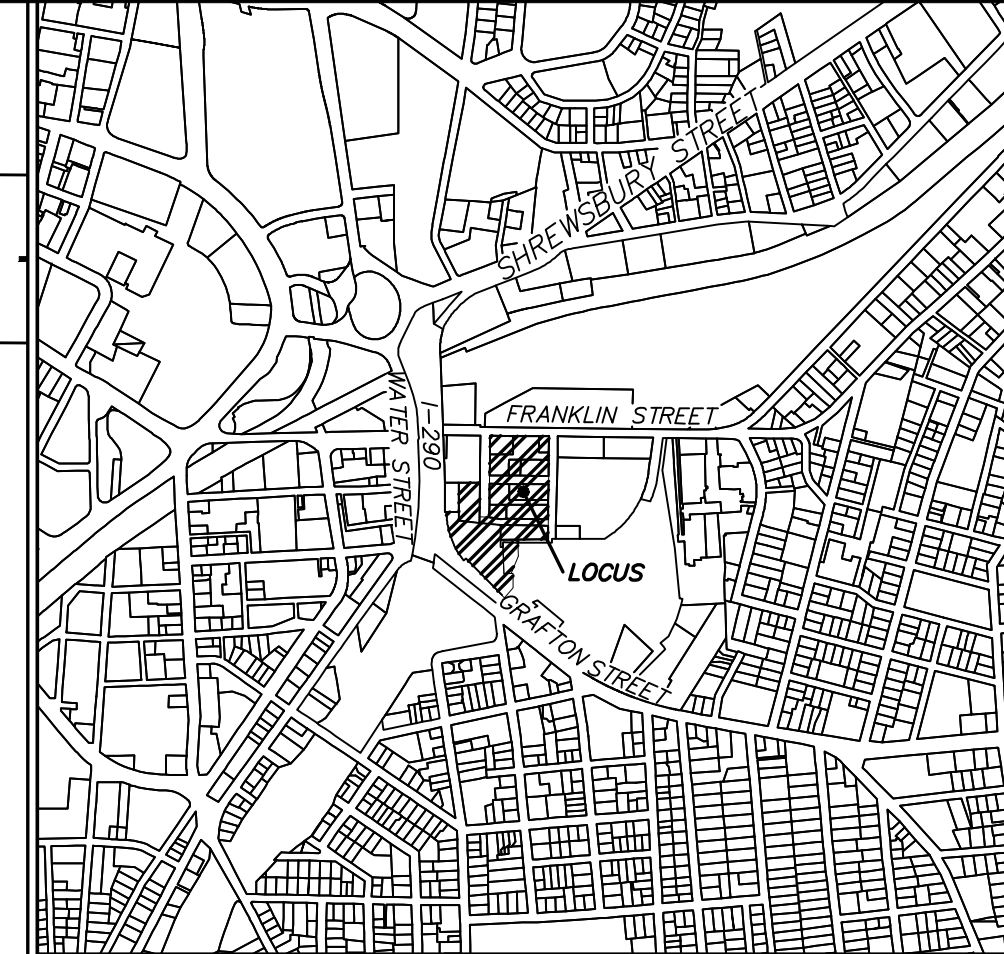 SHREWSBURY STREET
FRANKLIN STREET
WATER STREET
I-290
LOCUS
GRAFTON STREET